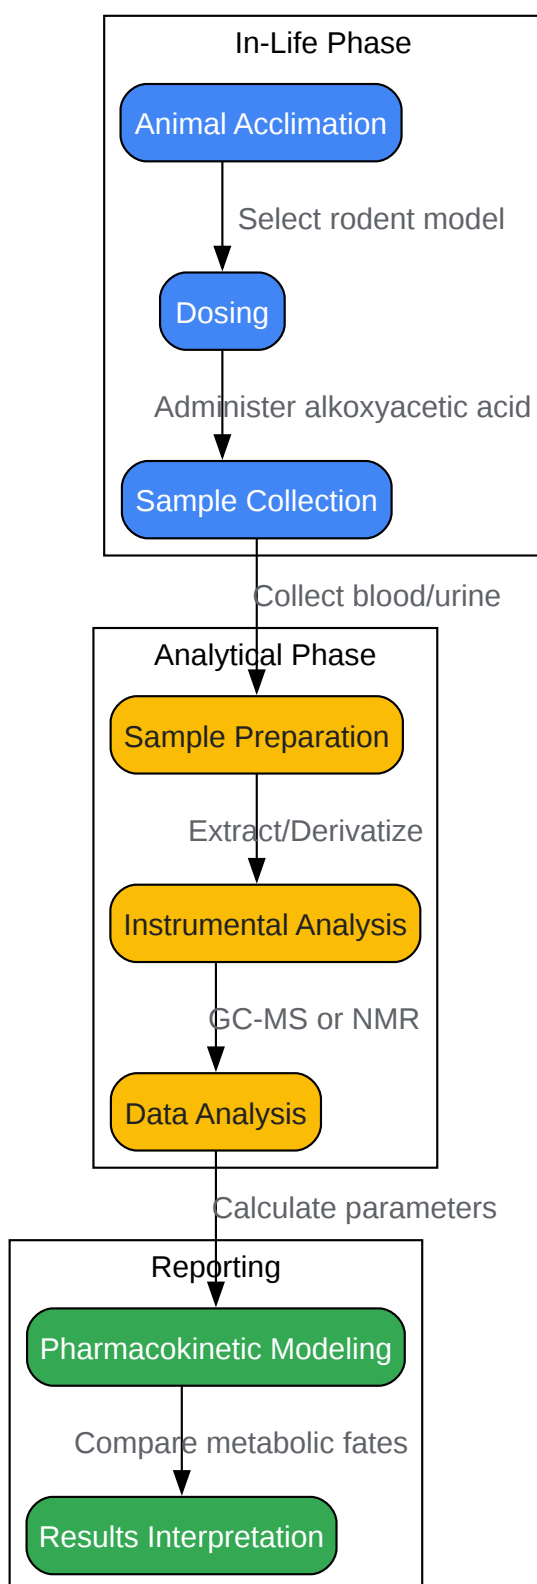 In-Life Phase
Animal Acclimation
Select rodent model
Dosing
Administer alkoxyacetic acid
Sample Collection
Collect blood/urine
Analytical Phase
Sample Preparation
Extract/Derivatize
Instrumental Analysis
GC-MS or NMR
Data Analysis
Calculate parameters
Reporting
Pharmacokinetic Modeling
Compare metabolic fates
Results Interpretation